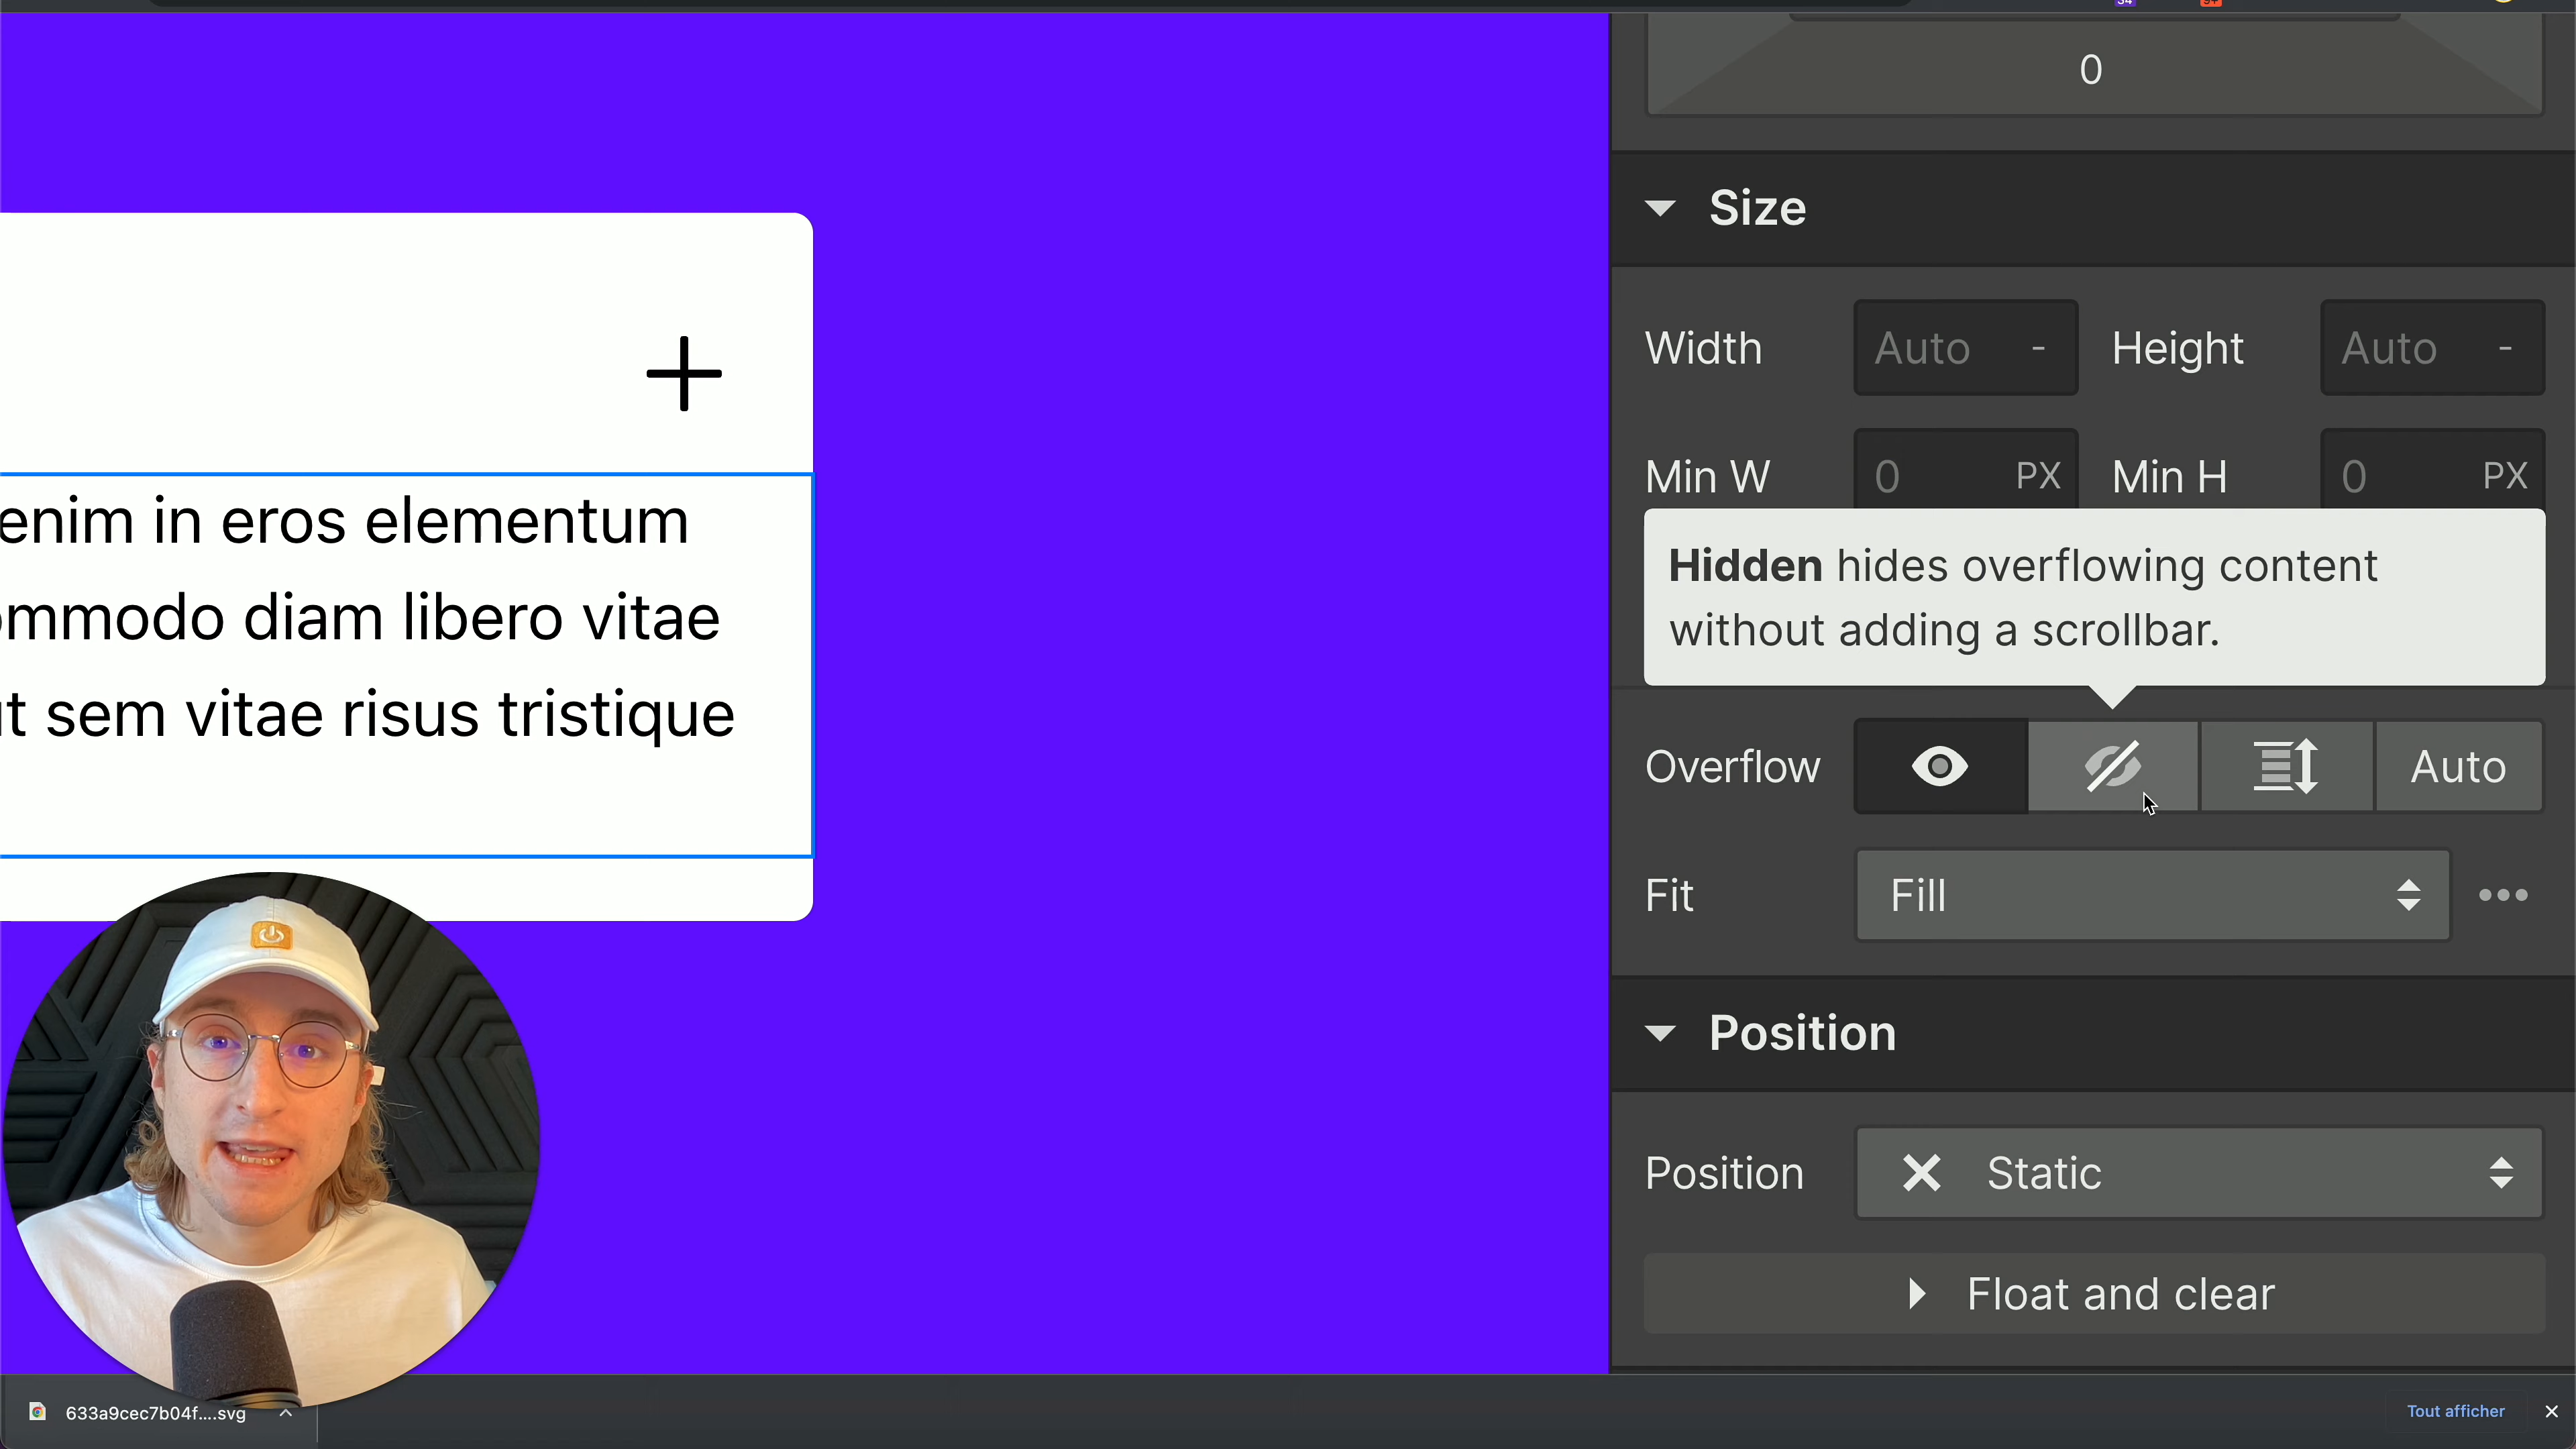 0
Size
Width Auto - Height Auto -
Min W 0 PX Min H 0 PX
Hidden hides overflowing content
without adding a scrollbar.
enim in eros elementum
ommodo diam libero vitae
ut sem vitae risus tristique
Overflow Auto
Fit Fill
Position
Position Static
Float and clear
633a9cec7b04f....svg
Tout afficher